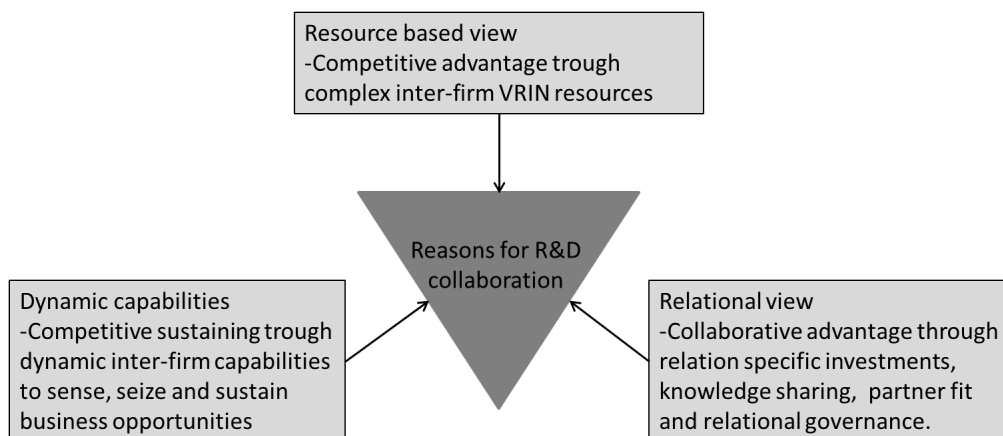 Resource based view
-Competitive advantage trough
complex inter-firm VRIN resources
Reasons for R&D
collaboration
Dynamic capabilities
-Competitive sustaining trough
dynamic inter-firm capabilities
to sense, seize and sustain
business opportunities
Relational view
-Collaborative advantage through
relation specific investments,
knowledge sharing,  partner fit
and relational governance.